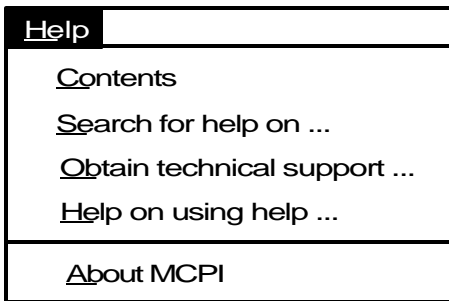 Help
Contents
Search for help on ...
Obtain technical support ...
Help on using help ...
About MCPI